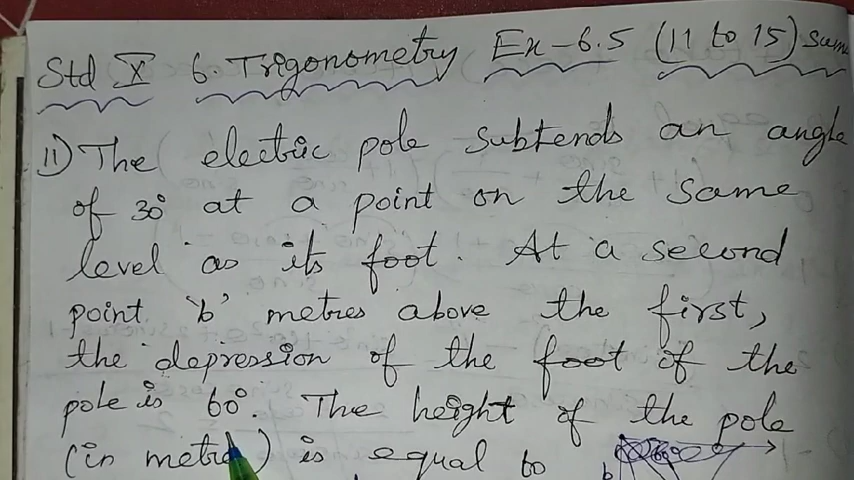 Std X 6. Trigonometry Ex-6.5 (11 to 15) sum
11) The electric pole subtends an angle
of 30° at a point on the same
level as its foot. At a second
point 'b' metres above the first,
the depression of the foot of the
pole is 60°. The height of the pole
(in metre) is equal to
b 60°